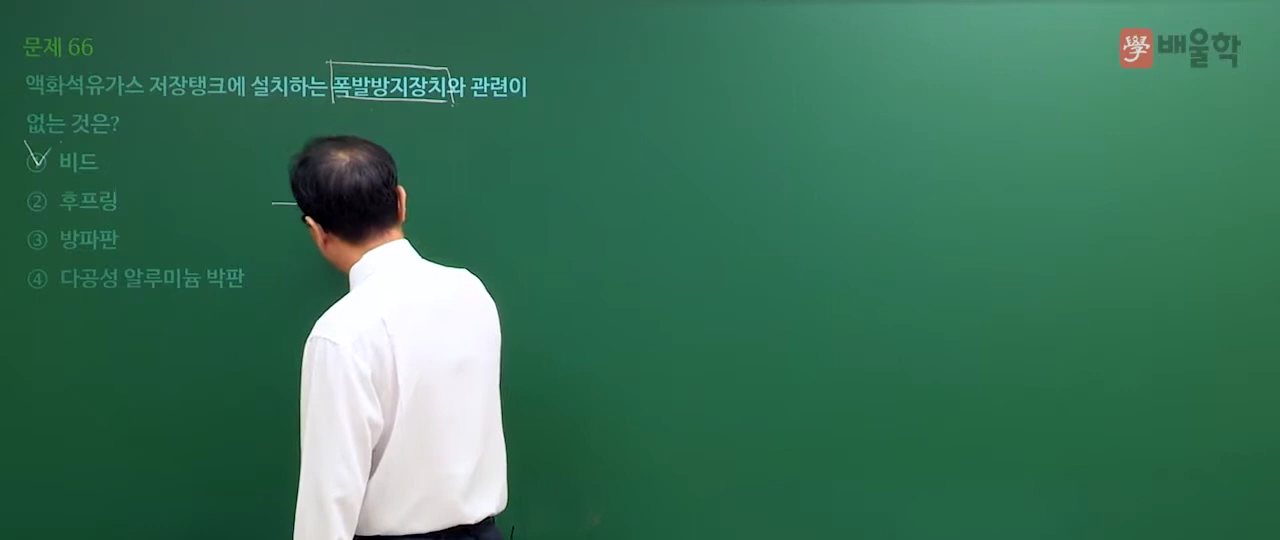 學 배울학
문제 66
액화석유가스 저장탱크에 설치하는 폭발방지장치와 관련이
없는 것은?
① 비드
② 후프링
③ 방파판
④ 다공성 알루미늄 박판